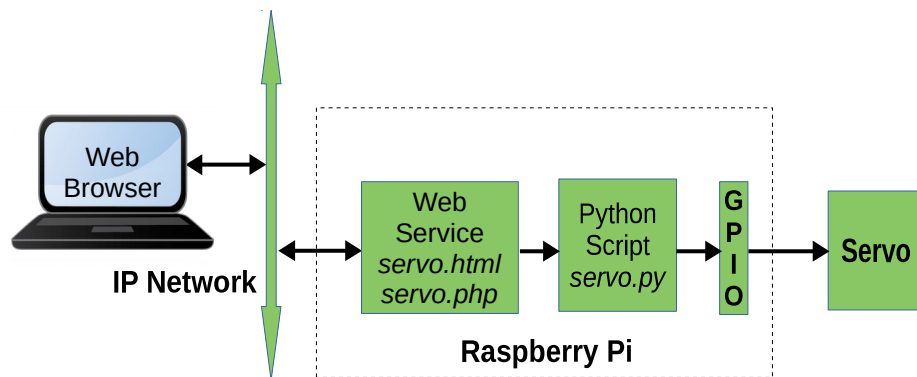 Web
Browser
IP Network
Web
Service
servo.html
servo.php
Python
Script
servo.py
G
P
I
O
Servo
Raspberry Pi